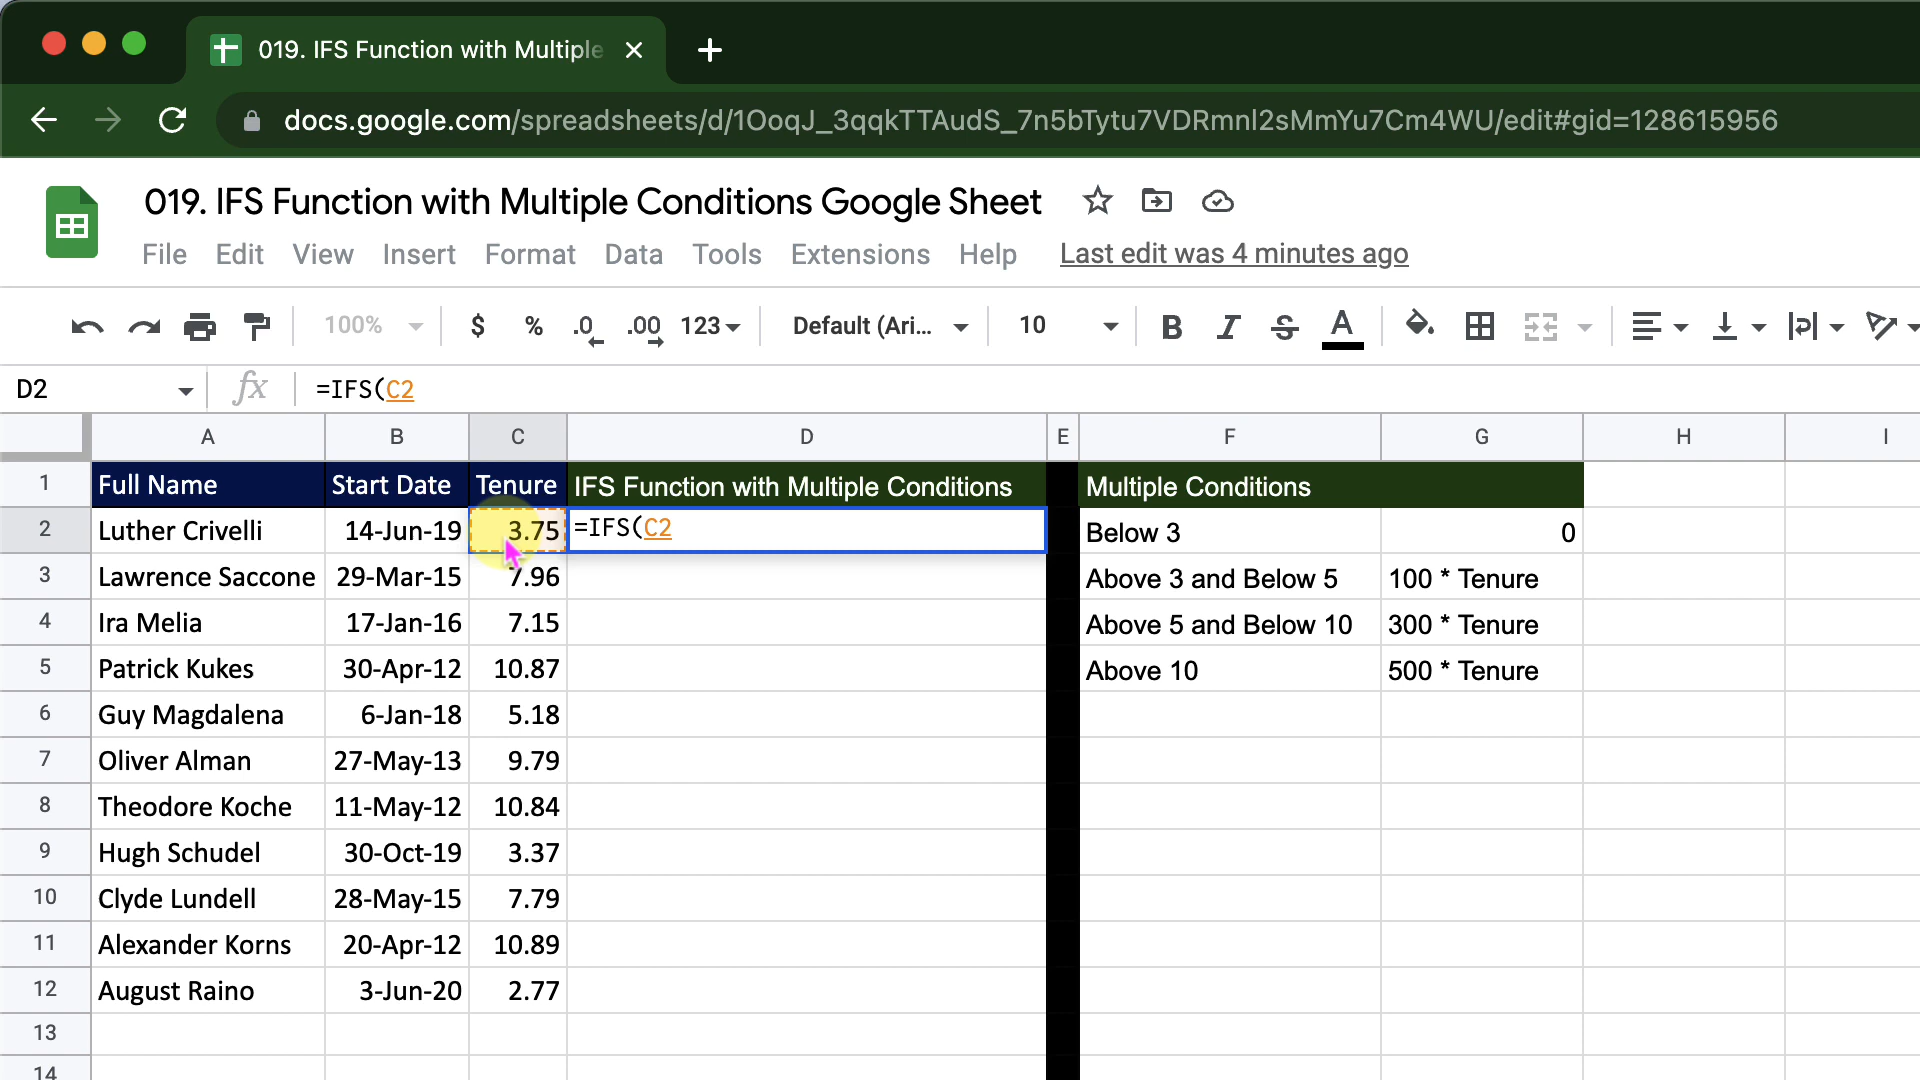 019. IFS Function with Multiple
docs.google.com/spreadsheets/d/1OoqJ_3qqkTTAudS_7n5bTytu7VDRmnl2sMmYu7Cm4WU/edit#gid=128615956
019. IFS Function with Multiple Conditions Google Sheet
File Edit View Insert Format Data Tools Extensions Help Last edit was 4 minutes ago
100% $ % .0 .00 123 Default (Ari... 10 B I S A
D2 fx =IFS(C2
A B C D E F G H I
1 Full Name Start Date Tenure IFS Function with Multiple Conditions Multiple Conditions
2 Luther Crivelli 14-Jun-19 3.75 =IFS(C2 Below 3 0
3 Lawrence Saccone 29-Mar-15 7.96 Above 3 and Below 5 100 * Tenure
4 Ira Melia 17-Jan-16 7.15 Above 5 and Below 10 300 * Tenure
5 Patrick Kukes 30-Apr-12 10.87 Above 10 500 * Tenure
6 Guy Magdalena 6-Jan-18 5.18
7 Oliver Alman 27-May-13 9.79
8 Theodore Koche 11-May-12 10.84
9 Hugh Schudel 30-Oct-19 3.37
10 Clyde Lundell 28-May-15 7.79
11 Alexander Korns 20-Apr-12 10.89
12 August Raino 3-Jun-20 2.77
13
14